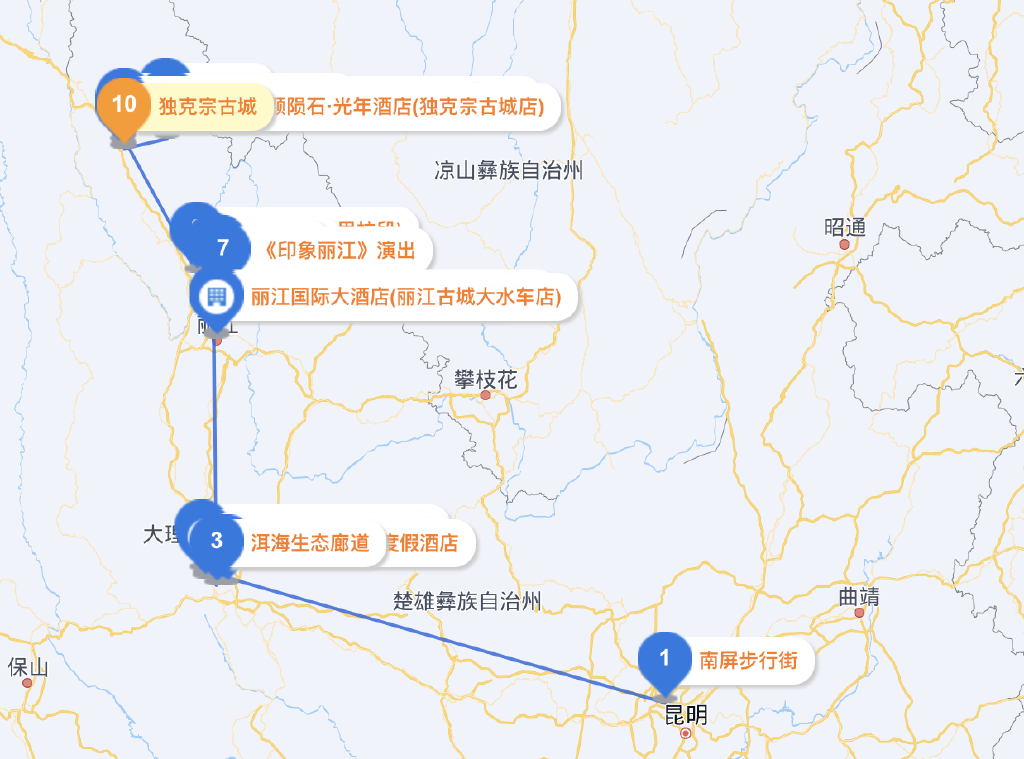 10 独克宗古城
陨石·光年酒店(独克宗古城店)
凉山彝族自治州
昭通
7 《印象丽江》演出
丽江国际大酒店(丽江古城大水车店)
丽江
攀枝花
大理
3 洱海生态廊道
度假酒店
楚雄彝族自治州
曲靖
保山
1 南屏步行街
昆明